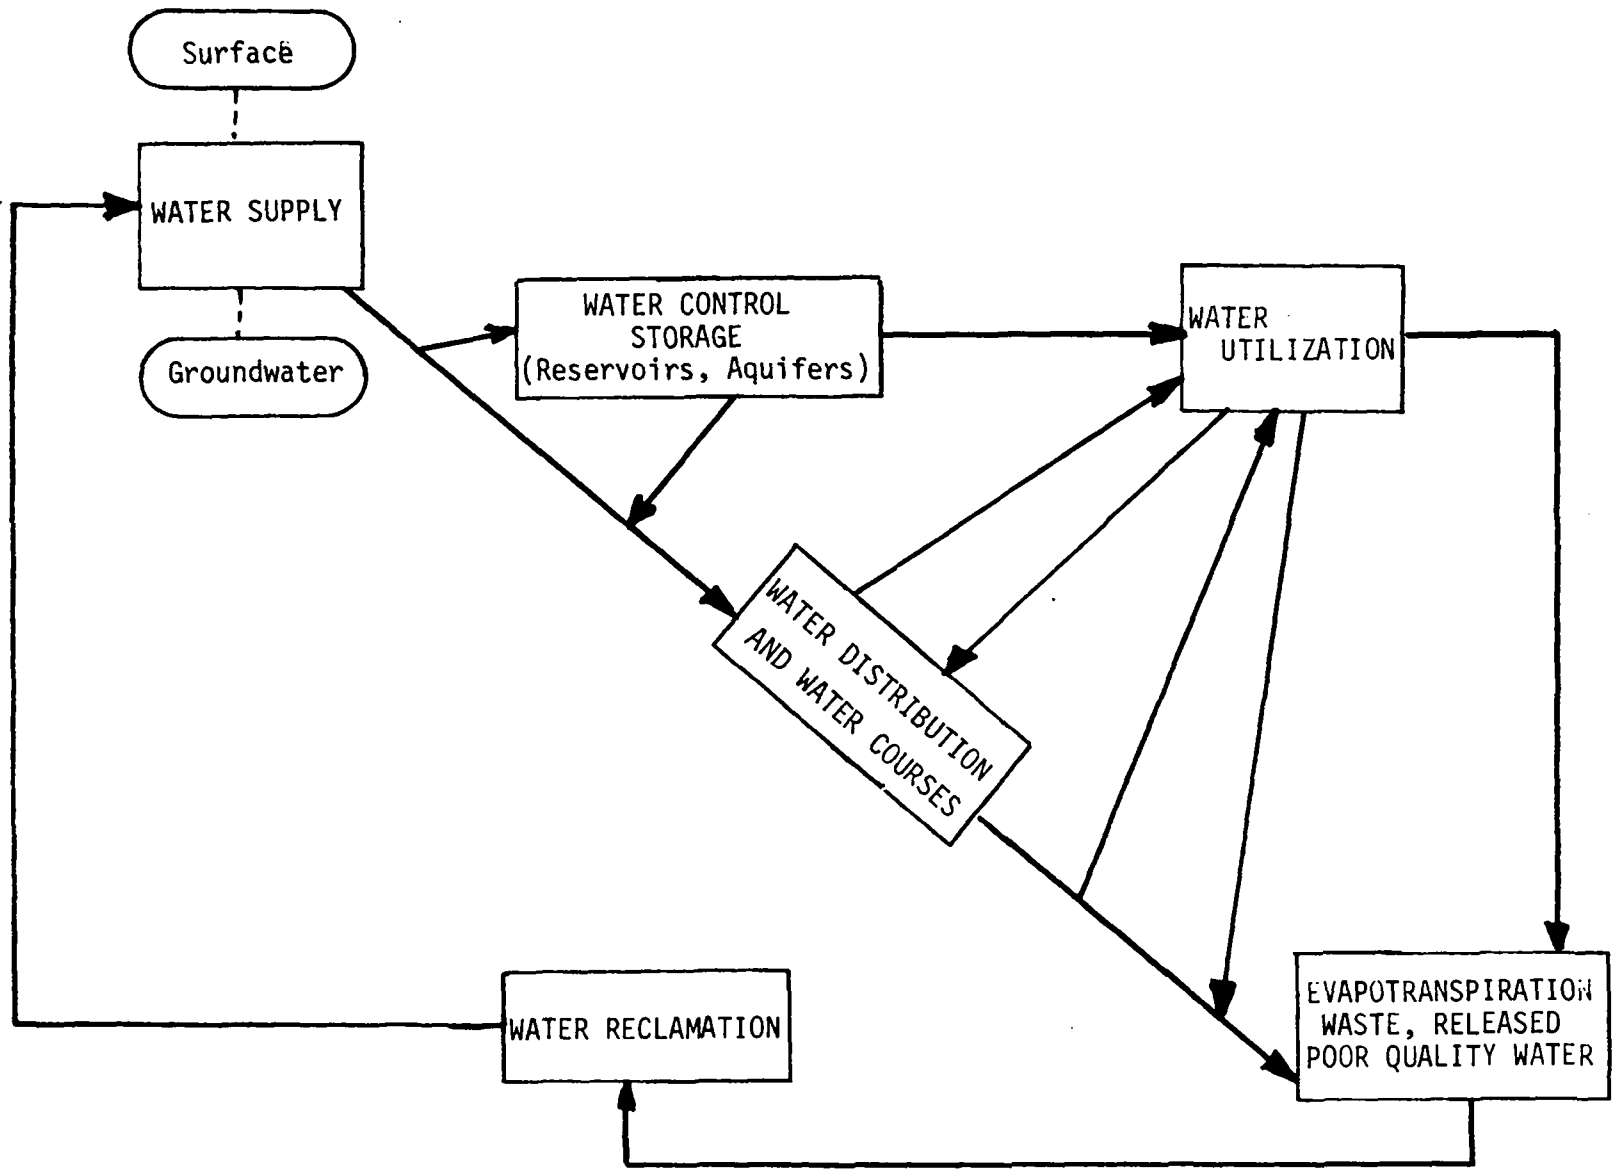 Surface
WATER SUPPLY
Groundwater
WATER CONTROL
STORAGE
(Reservoirs, Aquifers)
WATER
UTILIZATION
WATER DISTRIBUTION
AND WATER COURSES
WATER RECLAMATION
EVAPOTRANSPIRATION
WASTE, RELEASED
POOR QUALITY WATER